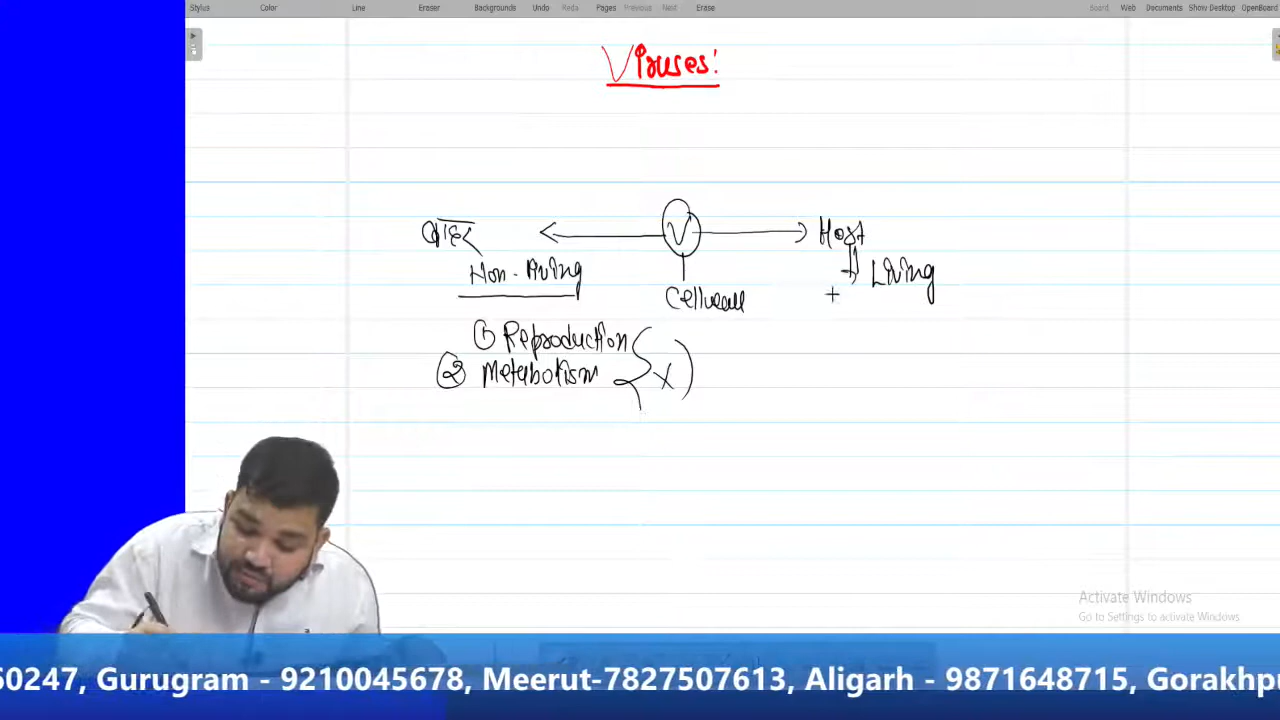 Stylus Color Line Eraser Backgrounds Undo Redo Pages Previous Next Erase Board Web Documents Show Desktop OpenBoard
Viruses:
बाहर V Host
Non-living Living
Cellular +
① Reproduction
② Metabolism X
Activate Windows
Go to Settings to activate Windows.
60247, Gurugram - 9210045678, Meerut-7827507613, Aligarh - 9871648715, Gorakhpu